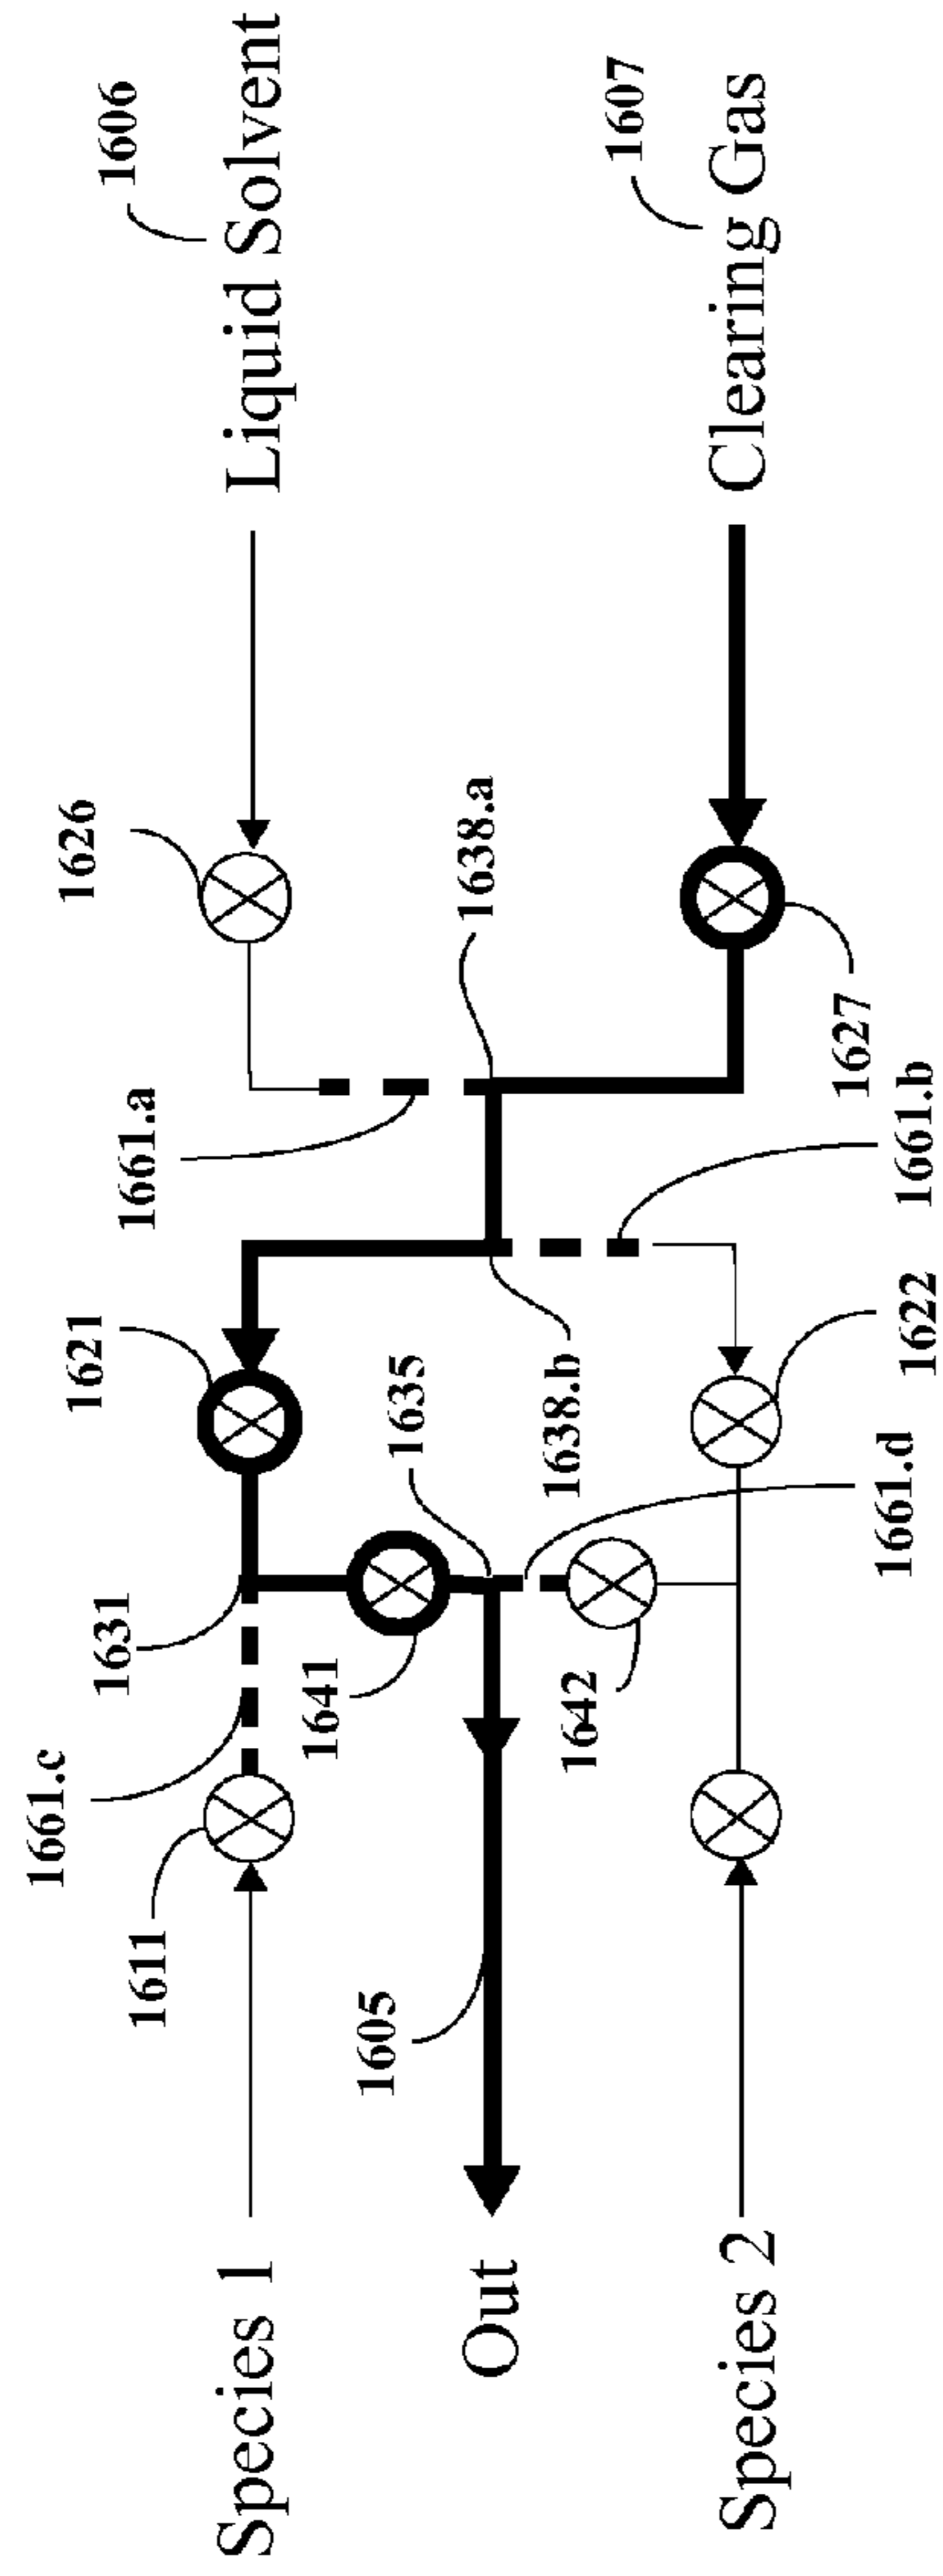 1606
Liquid Solvent
1607
Clearing Gas
1626
1638.a
1627
1661.a
1661.b
1621
1635
1638.b
1622
1661.d
1631
1641
1642
1661.c
1611
1605
Species 1
Out
Species 2